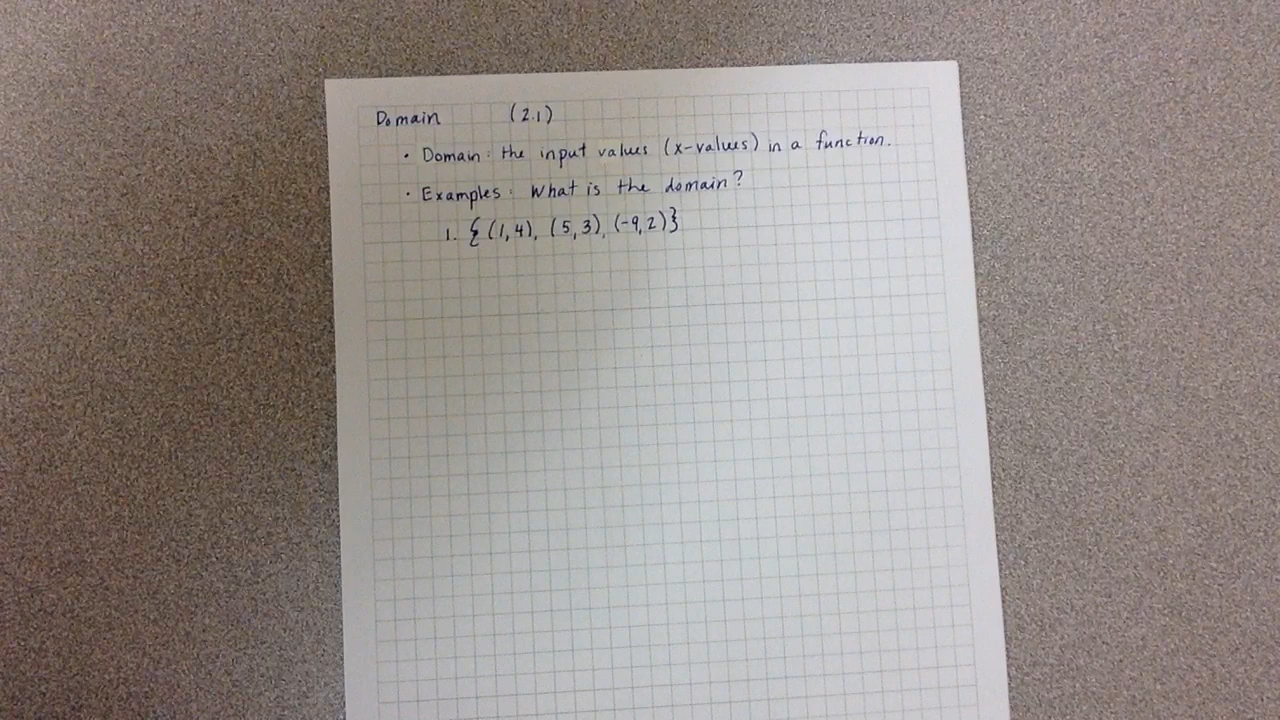 Domain (2.1)
• Domain: the input values (x-values) in a function.
• Examples: What is the domain?
1. {(1,4), (5,3), (-9,2)}